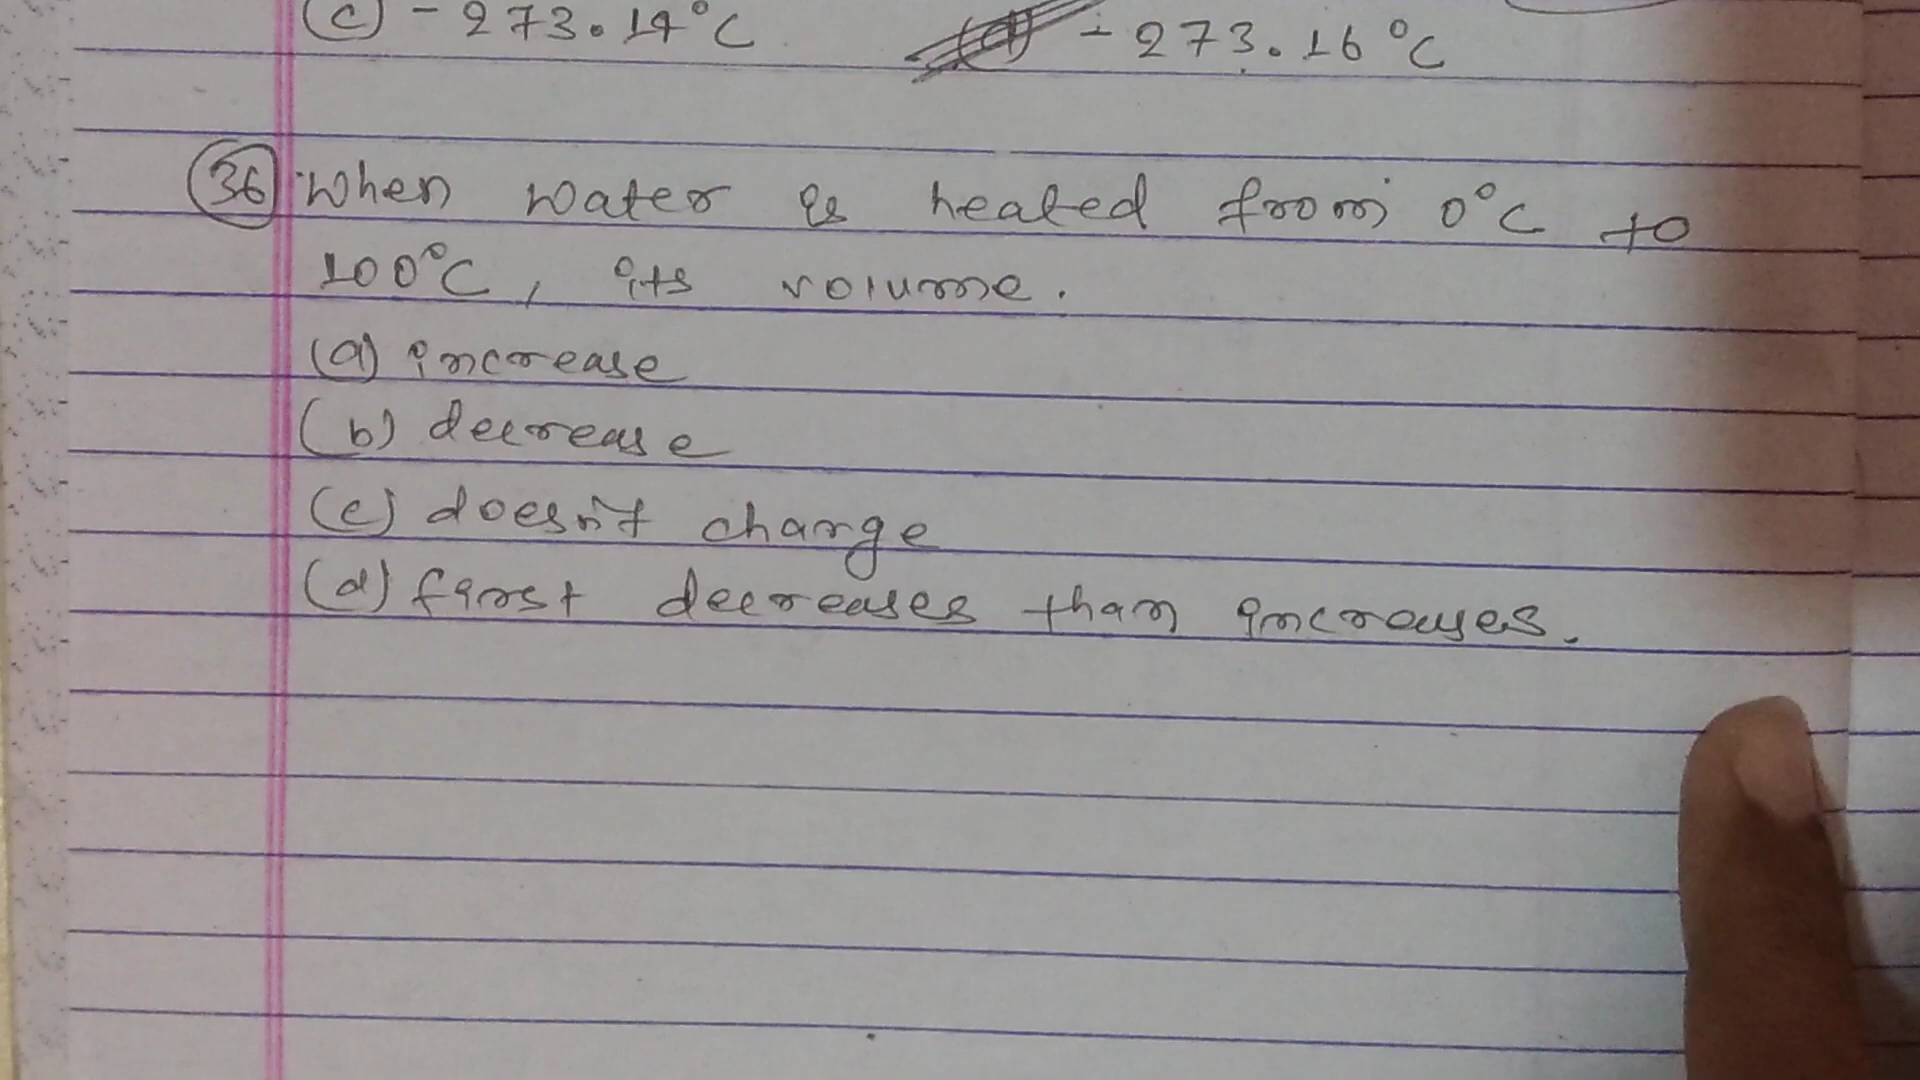 (c) - 273.14°C (d) - 273.16°C
36 When water is heated from 0°C to
100°C, its volume.
(a) increase
(b) decrease
(c) doesn't change
(d) first decreases than increases.